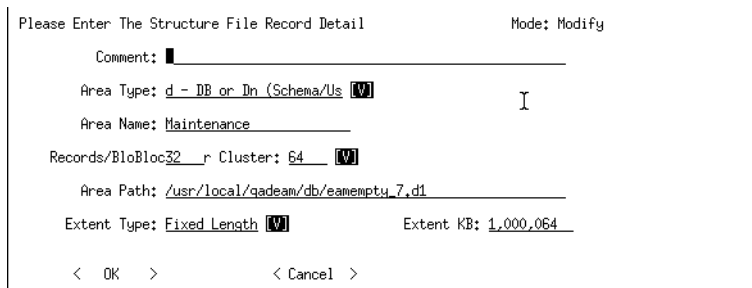 Please Enter The Structure File Record Detail Mode: Modify
Comment:
Area Type: d - DB or Dn (Schema/Us [V]
Area Name: Maintenance
Records/BloBloc32 r Cluster: 64 [V]
Area Path: /usr/local/qadeam/db/eamempty_7.d1
Extent Type: Fixed Length [V] Extent KB: 1,000,064
< OK > < Cancel >